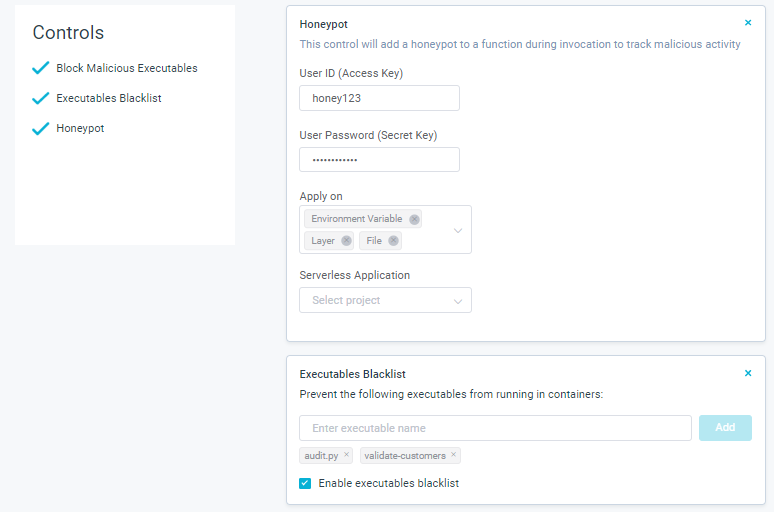 Controls
Block Malicious Executables
Executables Blacklist
Honeypot
Honeypot
This control will add a honeypot to a function during invocation to track malicious activity
User ID (Access Key)
honey123
User Password (Secret Key)
••••••••••••
Apply on
Environment Variable
Layer File
Serverless Application
Select project
Executables Blacklist
Prevent the following executables from running in containers:
Enter executable name Add
audit.py validate-customers
Enable executables blacklist